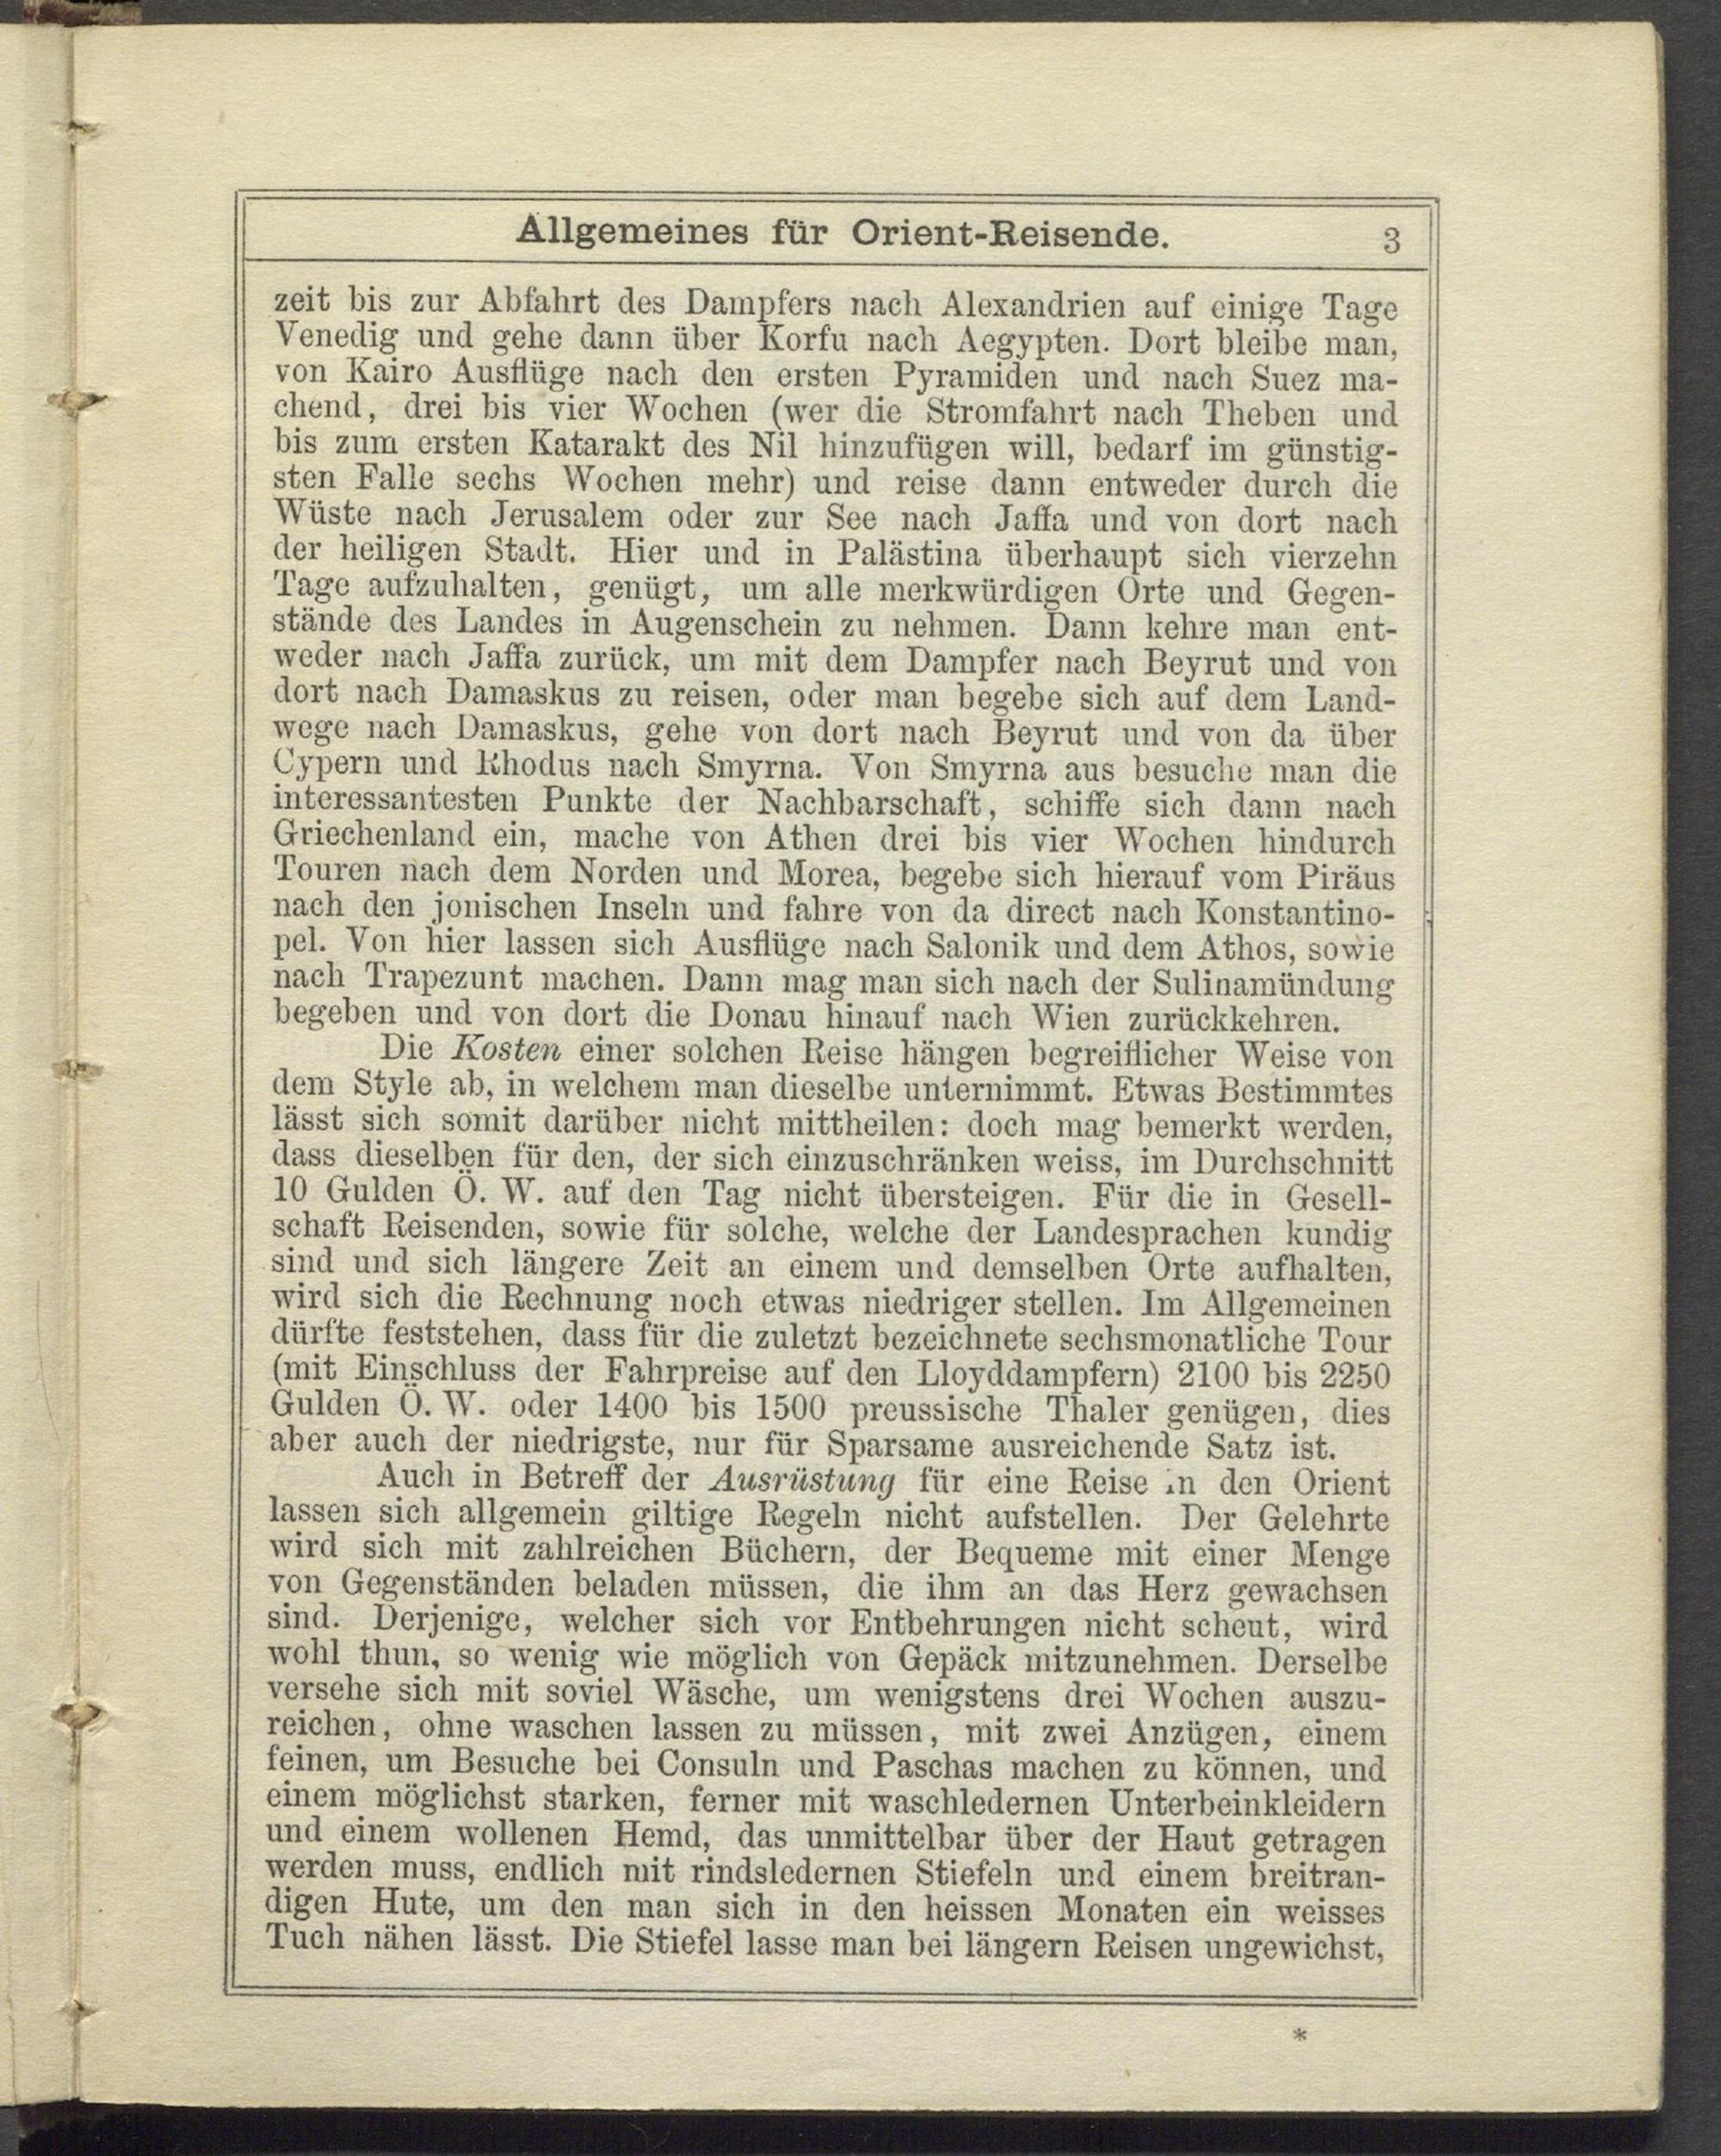 Allgemeines für Orient-Reisende. 3
zeit bis zur Abfahrt des Dampfers nach Alexandrien auf einige Tage
Venedig und gehe dann über Korfu nach Aegypten. Dort bleibe man,
von Kairo Ausflüge nach den ersten Pyramiden und nach Suez ma-
chend, drei bis vier Wochen (wer die Stromfahrt nach Theben und
bis zum ersten Katarakt des Nil hinzufügen will, bedarf im günstig-
sten Falle sechs Wochen mehr) und reise dann entweder durch die
Wüste nach Jerusalem oder zur See nach Jaffa und von dort nach
der heiligen Stadt. Hier und in Palästina überhaupt sich vierzehn
Tage aufzuhalten, genügt, um alle merkwürdigen Orte und Gegen-
stände des Landes in Augenschein zu nehmen. Dann kehre man ent-
weder nach Jaffa zurück, um mit dem Dampfer nach Beyrut und von
dort nach Damaskus zu reisen, oder man begebe sich auf dem Land-
wege nach Damaskus, gehe von dort nach Beyrut und von da über
Cypern und Rhodus nach Smyrna. Von Smyrna aus besuche man die
interessantesten Punkte der Nachbarschaft, schiffe sich dann nach
Griechenland ein, mache von Athen drei bis vier Wochen hindurch
Touren nach dem Norden und Morea, begebe sich hierauf vom Piräus
nach den jonischen Inseln und fahre von da direct nach Konstantino-
pel. Von hier lassen sich Ausflüge nach Salonik und dem Athos, sowie
nach Trapezunt machen. Dann mag man sich nach der Sulinamündung
begeben und von dort die Donau hinauf nach Wien zurückkehren.
Die Kosten einer solchen Reise hängen begreiflicher Weise von
dem Style ab, in welchem man dieselbe unternimmt. Etwas Bestimmtes
lässt sich somit darüber nicht mittheilen: doch mag bemerkt werden,
dass dieselben für den, der sich einzuschränken weiss, im Durchschnitt
10 Gulden Ö. W. auf den Tag nicht übersteigen. Für die in Gesell-
schaft Reisenden, sowie für solche, welche der Landesprachen kundig
sind und sich längere Zeit an einem und demselben Orte aufhalten,
wird sich die Rechnung noch etwas niedriger stellen. Im Allgemeinen
dürfte feststehen, dass für die zuletzt bezeichnete sechsmonatliche Tour
(mit Einschluss der Fahrpreise auf den Lloyddampfern) 2100 bis 2250
Gulden Ö. W. oder 1400 bis 1500 preussische Thaler genügen, dies
aber auch der niedrigste, nur für Sparsame ausreichende Satz ist.
Auch in Betreff der Ausrüstung für eine Reise in den Orient
lassen sich allgemein giltige Regeln nicht aufstellen. Der Gelehrte
wird sich mit zahlreichen Büchern, der Bequeme mit einer Menge
von Gegenständen beladen müssen, die ihm an das Herz gewachsen
sind. Derjenige, welcher sich vor Entbehrungen nicht scheut, wird
wohl thun, so wenig wie möglich von Gepäck mitzunehmen. Derselbe
versehe sich mit soviel Wäsche, um wenigstens drei Wochen auszu-
reichen, ohne waschen lassen zu müssen, mit zwei Anzügen, einem
feinen, um Besuche bei Consuln und Paschas machen zu können, und
einem möglichst starken, ferner mit waschledernen Unterbeinkleidern
und einem wollenen Hemd, das unmittelbar über der Haut getragen
werden muss, endlich mit rindsledernen Stiefeln und einem breitran-
digen Hute, um den man sich in den heissen Monaten ein weisses
Tuch nähen lässt. Die Stiefel lasse man bei längern Reisen ungewichst,
*